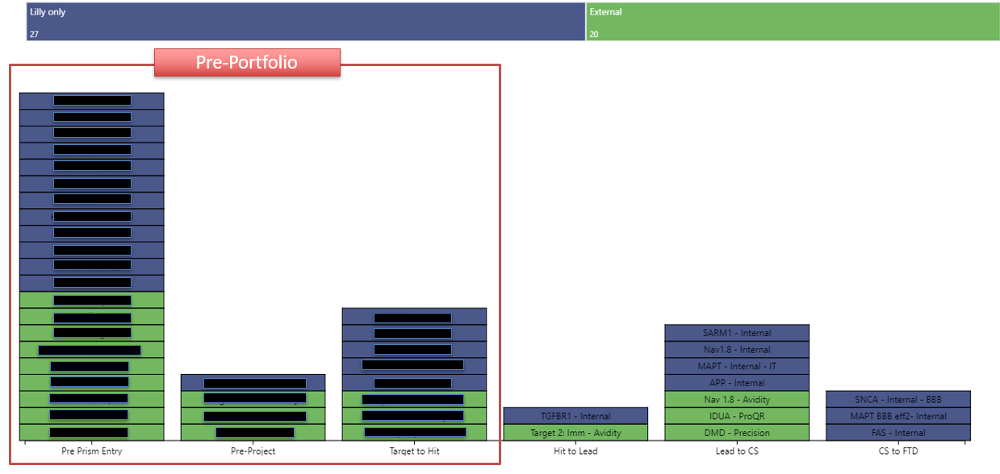 Lilly only
27
External
20
Pre-Portfolio
SARM1 - Internal
Nav1.8 - Internal
MAPT - Internal - IT
APP - Internal
Nav 1.8 - Avidity
SNCA - Internal - BBB
TGFBR1 - Internal
IDUA - ProQR
MAPT BBB eff2- Internal
Target 2: Imm - Avidity
DMD - Precision
FAS - Internal
Pre Prism Entry
Pre-Project
Target to Hit
Hit to Lead
Lead to CS
CS to FTD